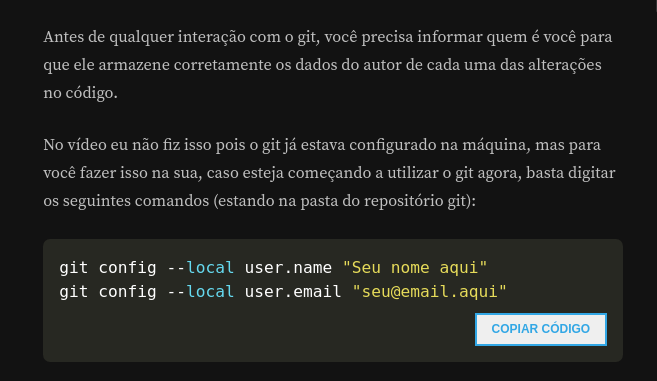 Antes de qualquer interação com o git, você precisa informar quem é você para
que ele armazene corretamente os dados do autor de cada uma das alterações
no código.
No vídeo eu não fiz isso pois o git já estava configurado na máquina, mas para
você fazer isso na sua, caso esteja começando a utilizar o git agora, basta digitar
os seguintes comandos (estando na pasta do repositório git):
git config --local user.name "Seu nome aqui"
git config --local user.email "seu@email.aqui"
COPIAR CÓDIGO